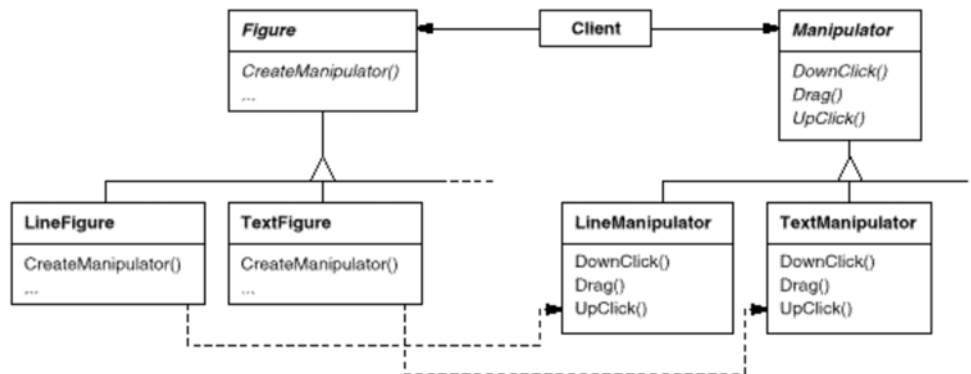 Figure
CreateManipulator()
...
Client
Manipulator
DownClick()
Drag()
UpClick()
LineFigure
CreateManipulator()
...
TextFigure
CreateManipulator()
...
LineManipulator
DownClick()
Drag()
UpClick()
TextManipulator
DownClick()
Drag()
UpClick()